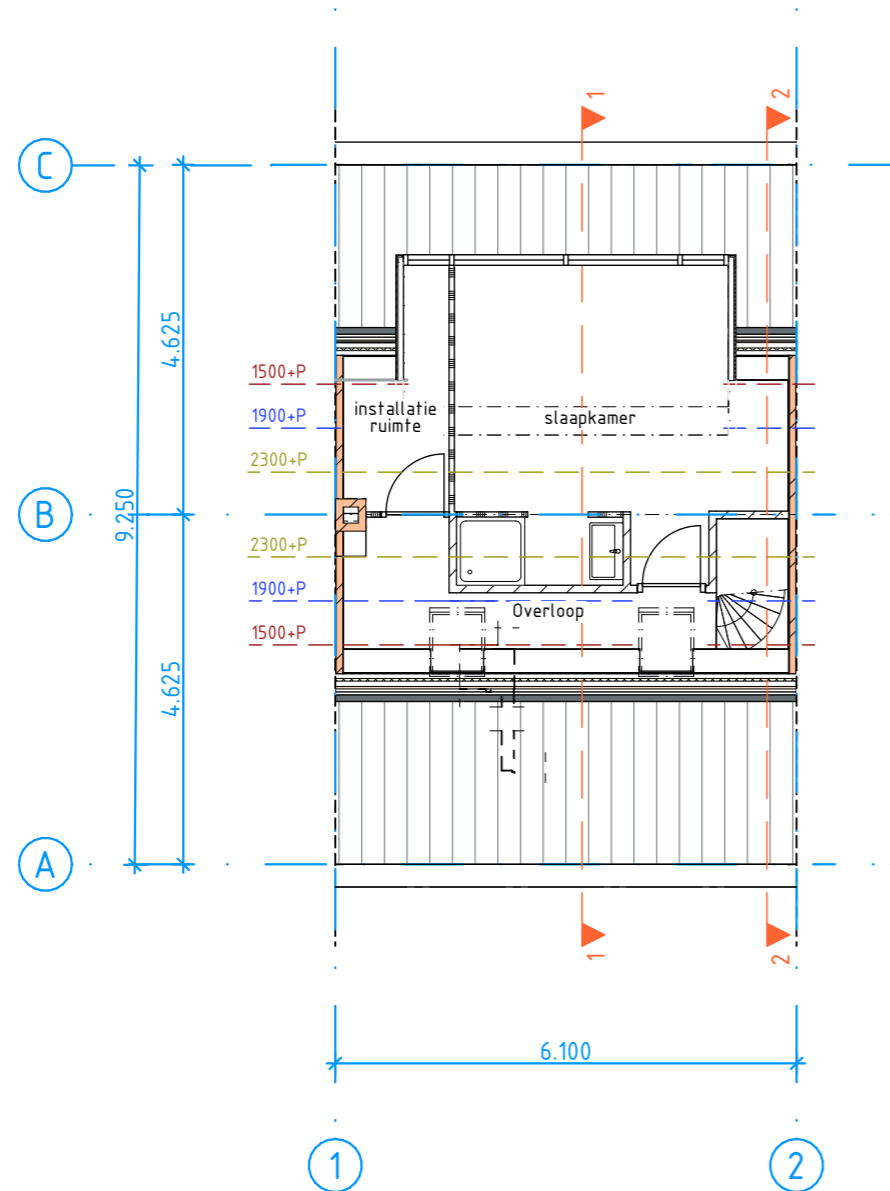 1
2
C
4.625
1500+P
installatie
ruimte
slaapkamer
1900+P
2300+P
9.250
B
2300+P
1900+P
Overloop
1500+P
4.625
A
1
2
6.100
1
2